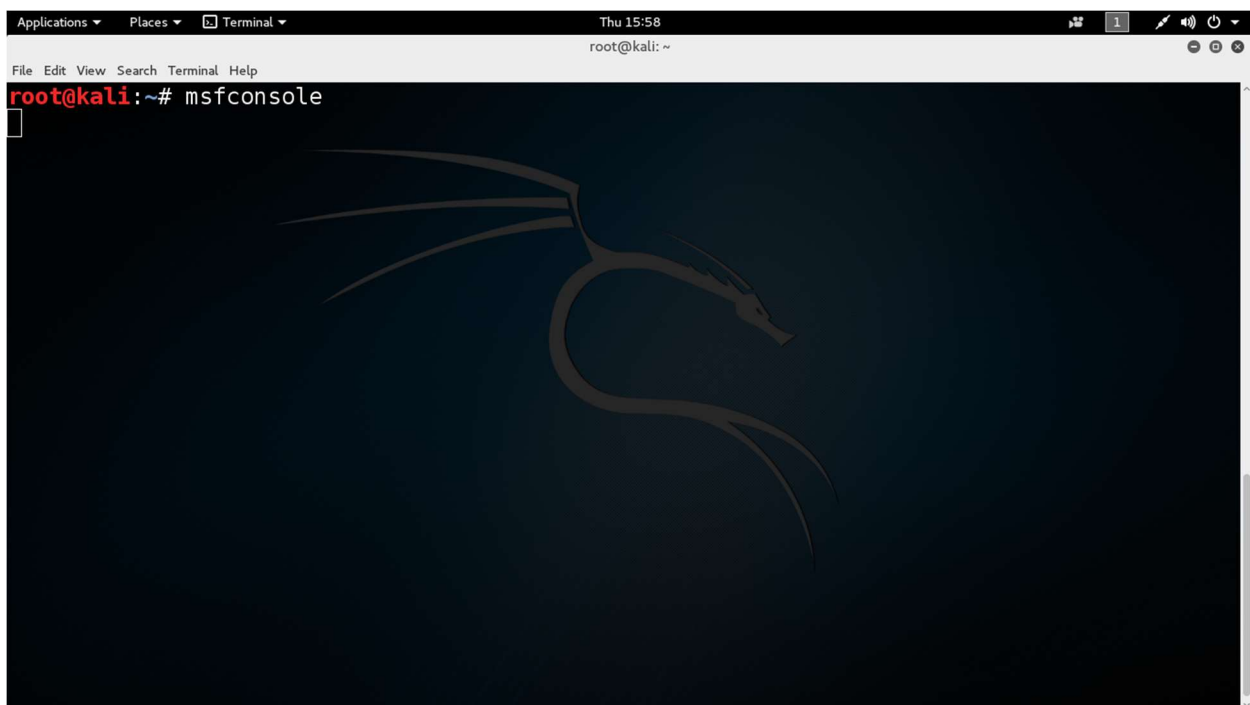 Applications Places Terminal Thu 15:58 1
root@kali: ~
File Edit View Search Terminal Help
root@kali:~# msfconsole